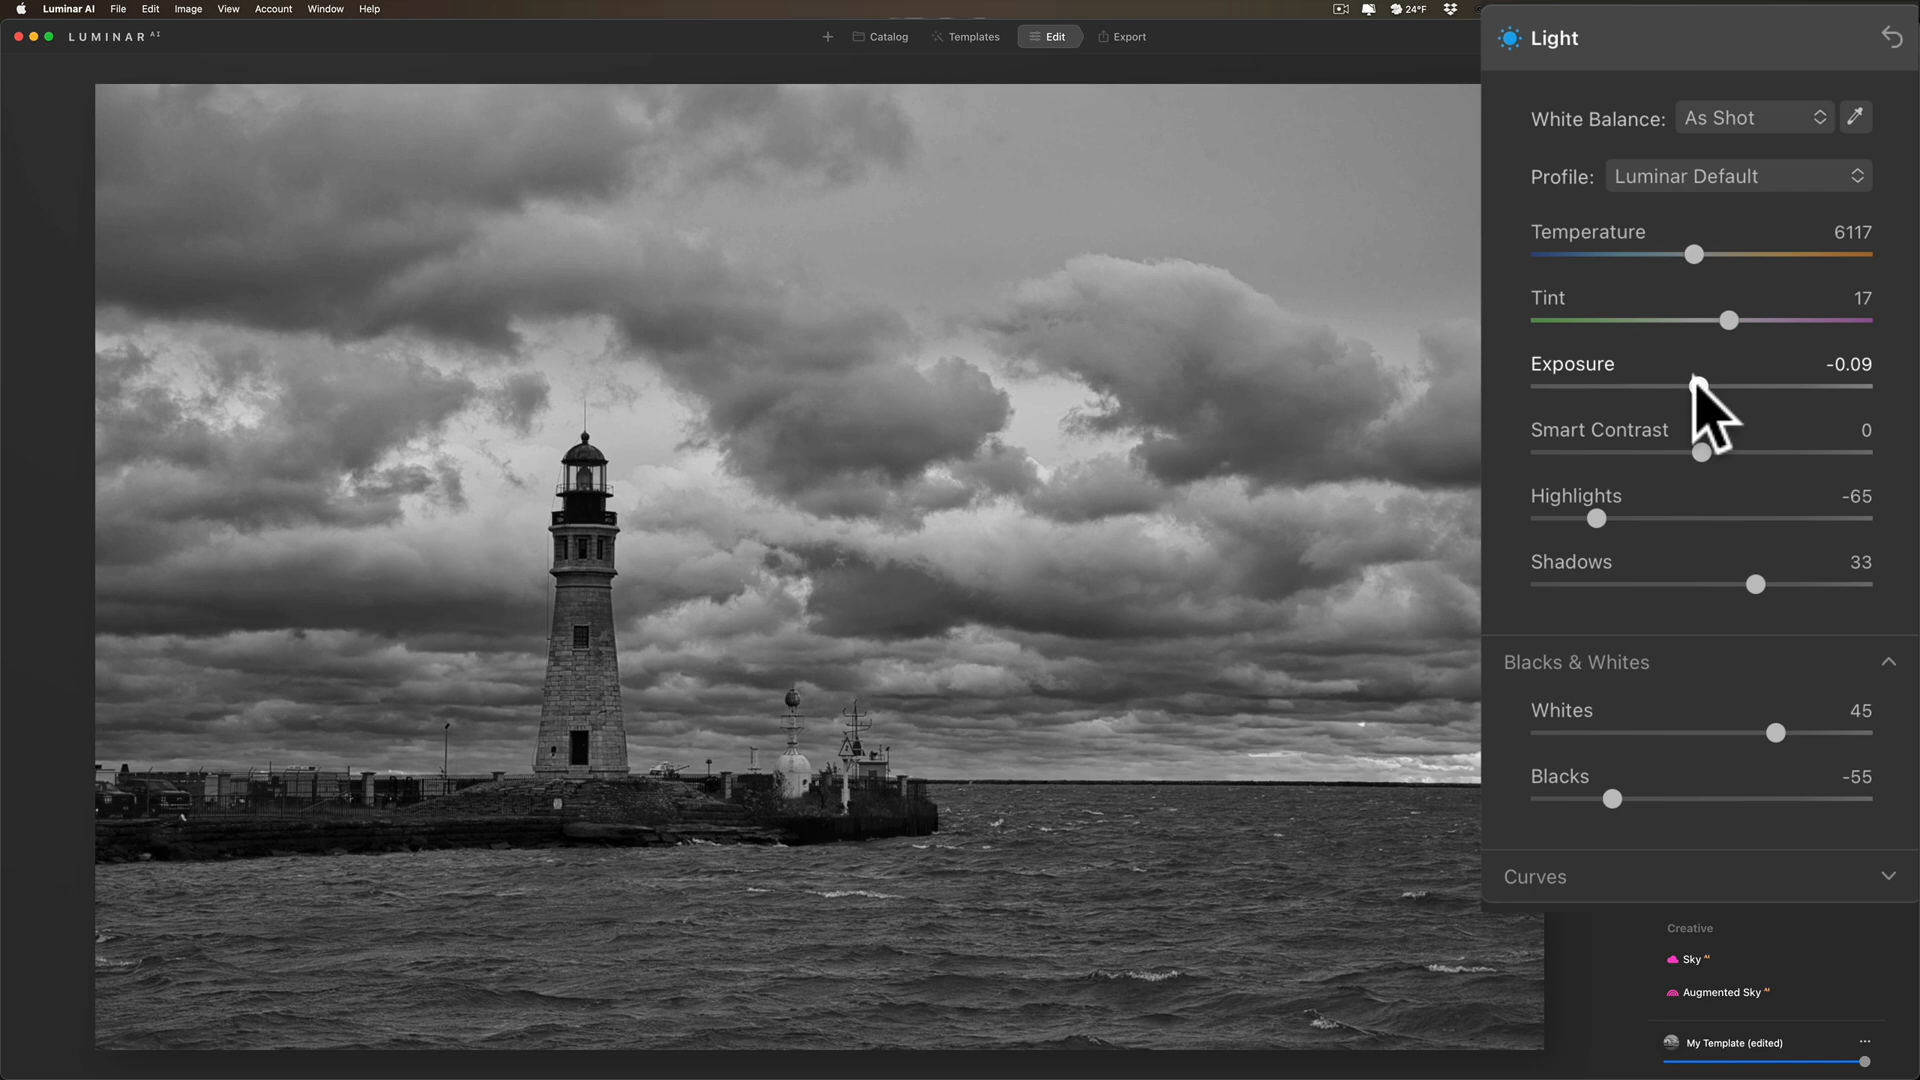 Luminar AI File Edit Image View Account Window Help 24°F
LUMINAR AI Catalog Templates Edit Export
Light
White Balance: As Shot
Profile: Luminar Default
Temperature 6117
Tint 17
Exposure -0.09
Smart Contrast 0
Highlights -65
Shadows 33
Blacks & Whites
Whites 45
Blacks -55
Curves
Creative
Sky AI
Augmented Sky AI
My Template (edited)